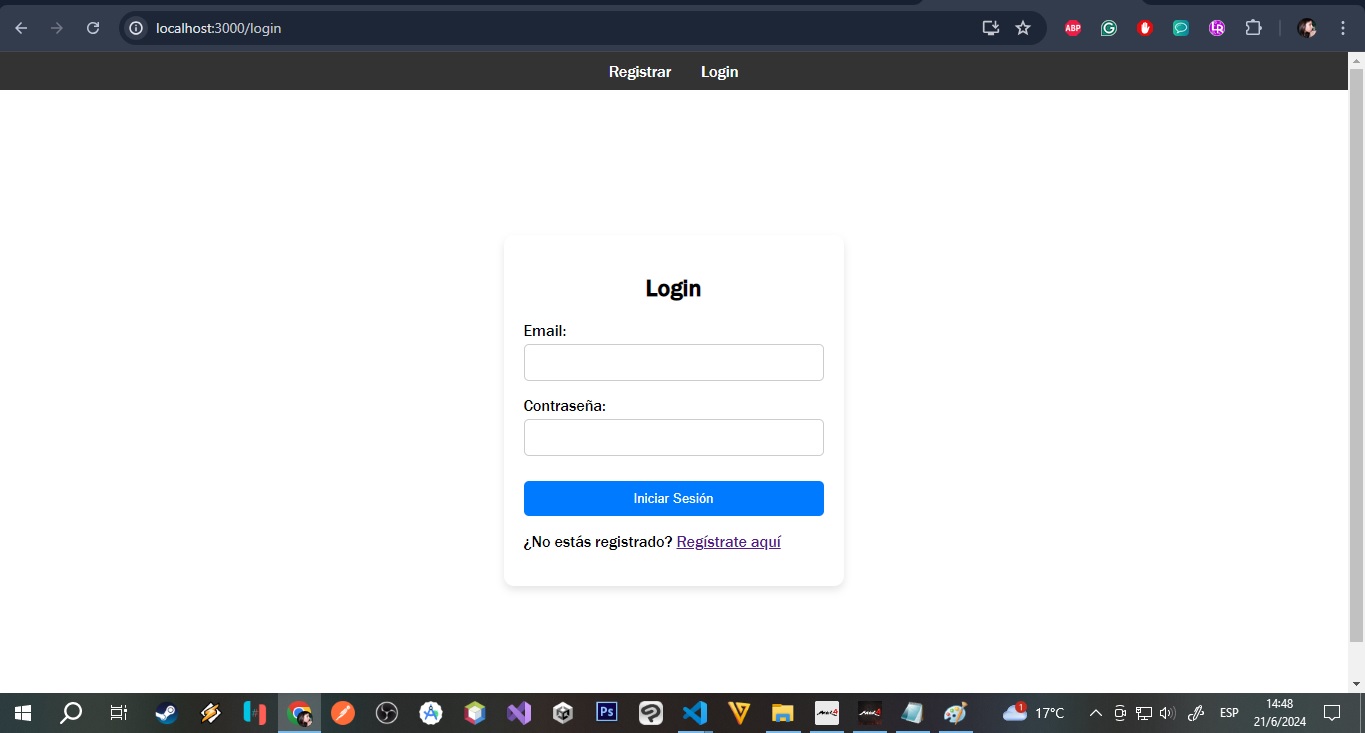 localhost:3000/login
ABP
LR
Registrar Login
Login
Email:
Contraseña:
Iniciar Sesión
¿No estás registrado? Regístrate aquí
Ps
1
17°C
ESP
14:48
21/6/2024